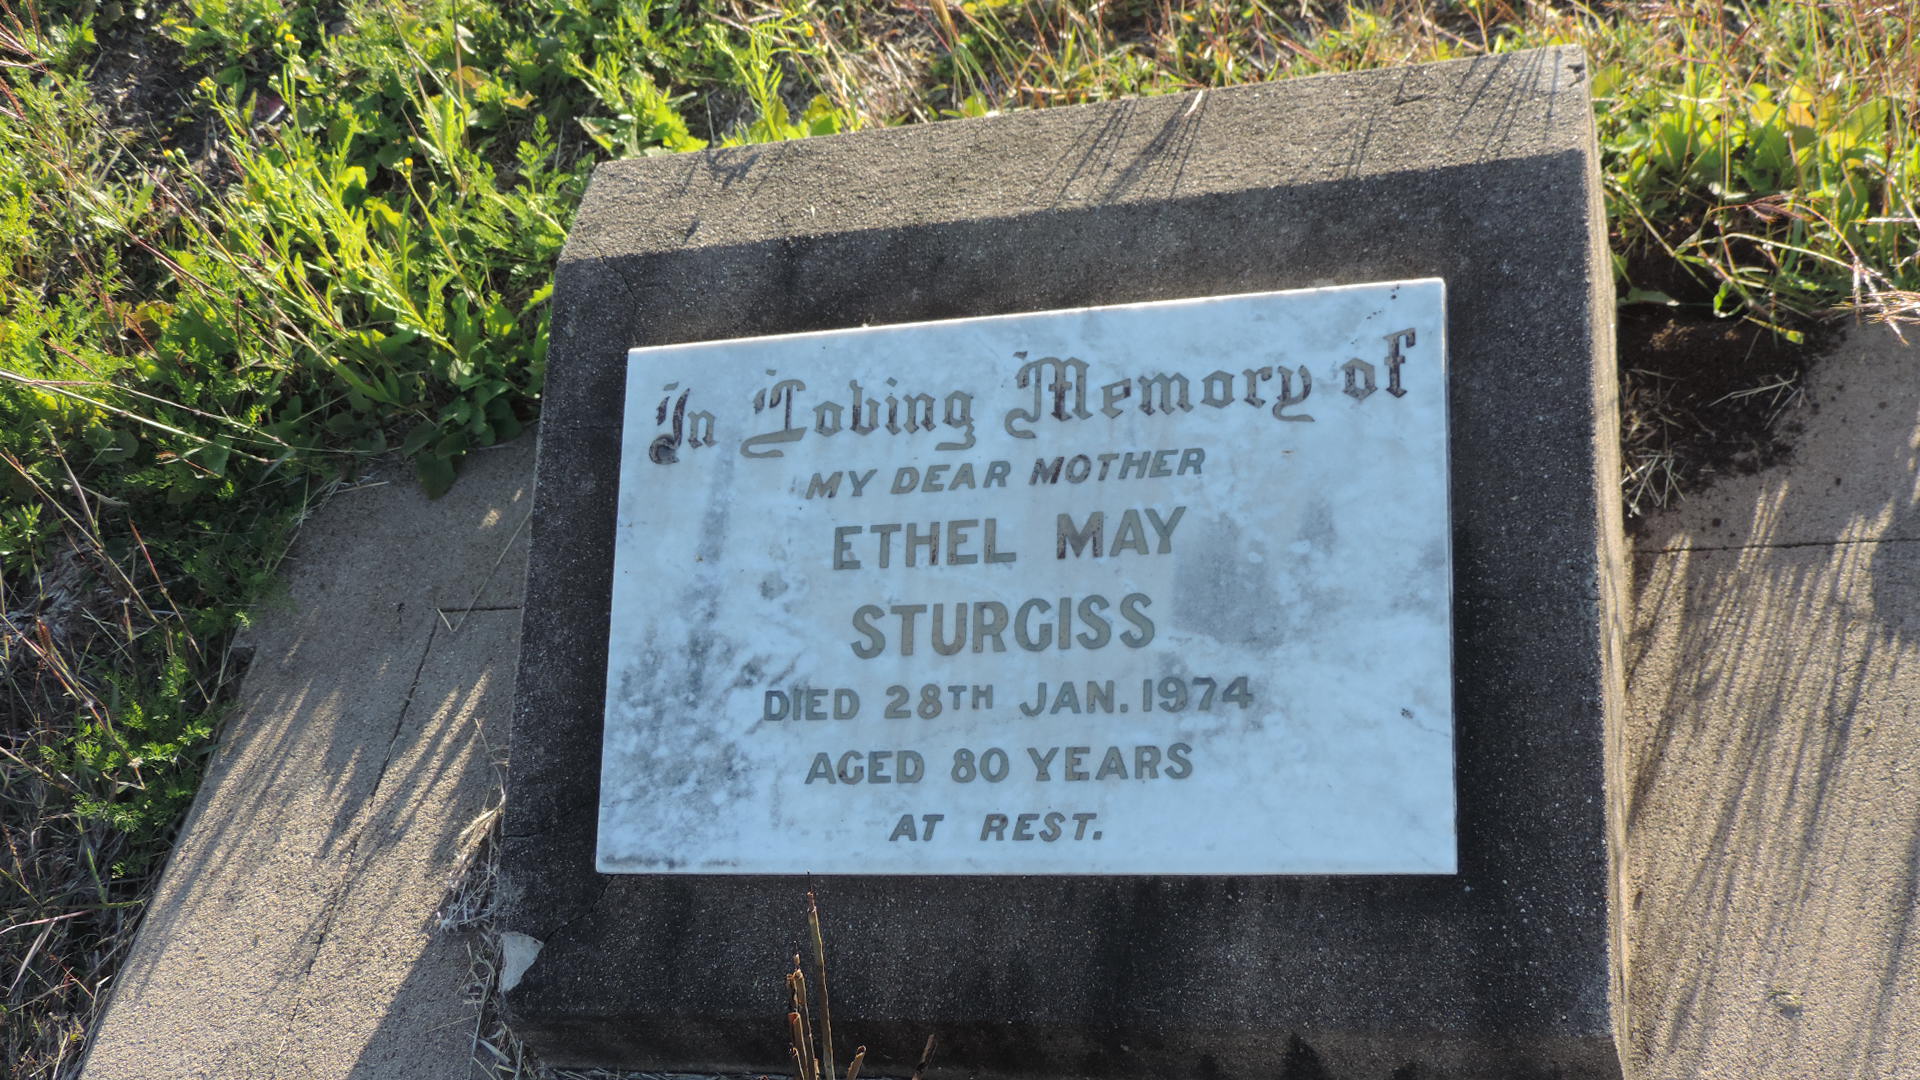 In Loving Memory of
MY DEAR MOTHER
ETHEL MAY
STURGISS
DIED 28TH JAN. 1974
AGED 80 YEARS
AT REST.